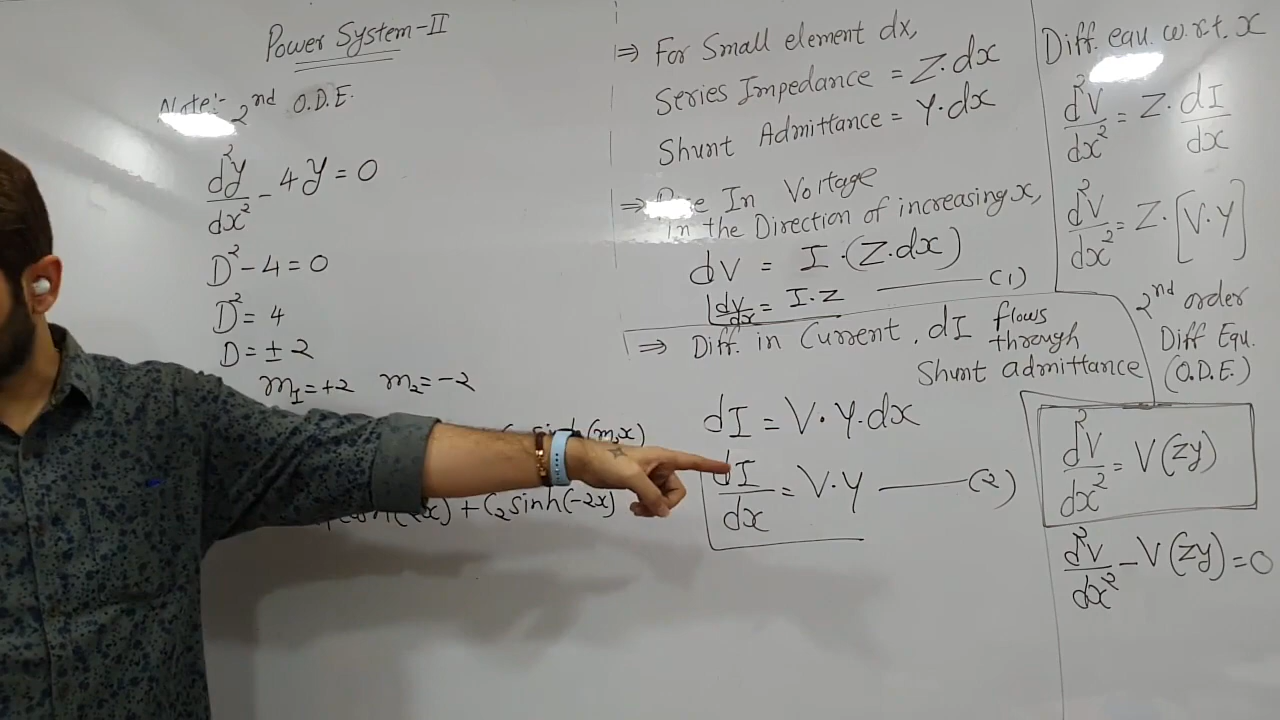 Power System-II
Note:- 2nd O.D.E.
d²y/dx² - 4y = 0
D² - 4 = 0
D² = 4
D = ± 2
m₁ = +2 m₂ = -2
sinh(m₂x)
+ C₂ sinh(-2x)
⇒ For Small element dx,
Series Impedance = Z·dx
Shunt Admittance = Y·dx
⇒ In Voltage
in the Direction of increasing x,
dV = I·(Z·dx)
dV/dx = I·Z ——— (1)
⇒ Diff. in Current, dI flows through
Shunt admittance
dI = V·Y·dx
dI/dx = V·Y ——— (2)
Diff. equ. w.r.t. x
d²V/dx² = Z·dI/dx
d²V/dx² = Z·[V·Y]
2nd order
Diff Equ.
(O.D.E.)
d²V/dx² = V(zy)
d²V/dx² - V(zy) = 0